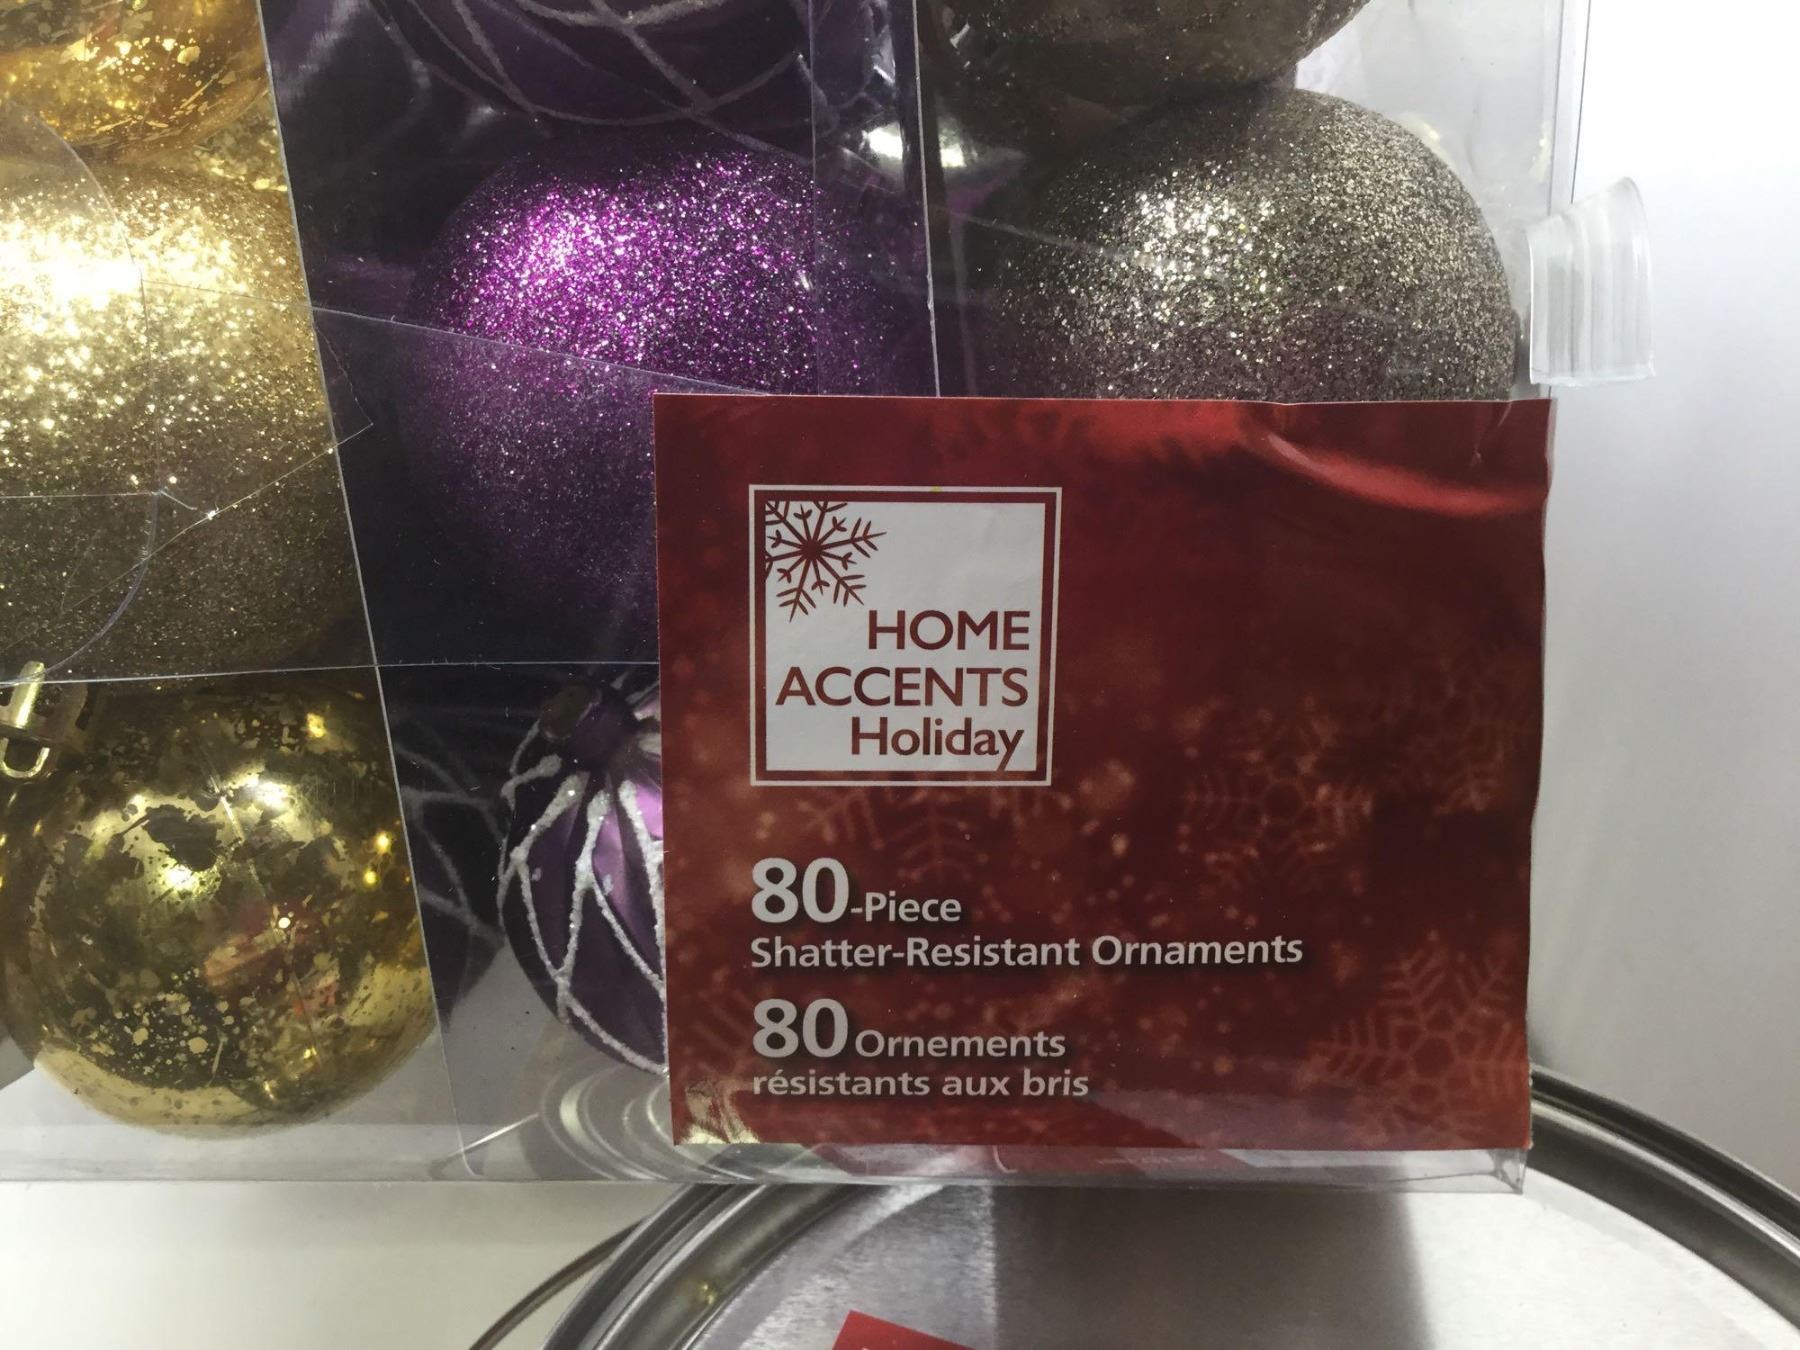 HOME
ACCENTS
Holiday
80-Piece
Shatter-Resistant Ornaments
80 Ornements
résistants aux bris